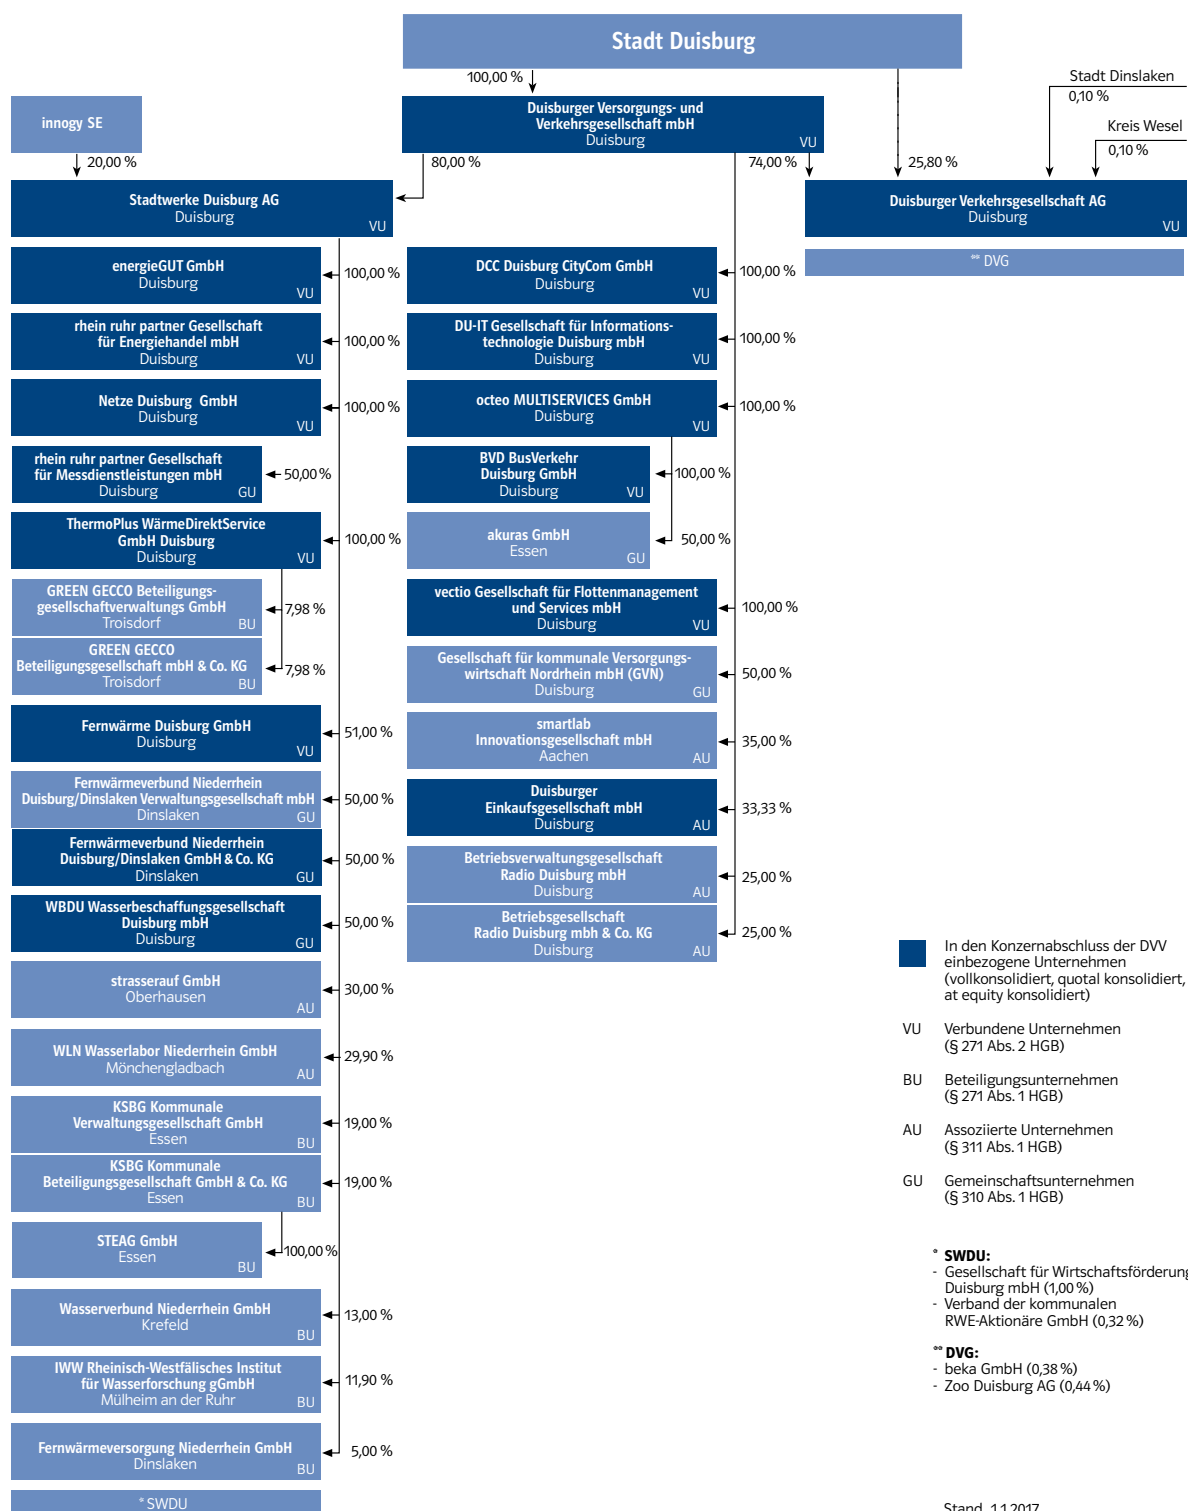 Stadt Duisburg
100,00 %
Stadt Dinslaken
0,10 %
Kreis Wesel
0,10 %
innogy SE
20,00 %
Duisburger Versorgungs- und
Verkehrsgesellschaft mbH
Duisburg
VU
80,00 %
74,00 %
25,80 %
Stadtwerke Duisburg AG
Duisburg
VU
Duisburger Verkehrsgesellschaft AG
Duisburg
VU
** DVG
energieGUT GmbH
Duisburg
VU
100,00 %
rhein ruhr partner Gesellschaft
für Energiehandel mbH
Duisburg
VU
100,00 %
Netze Duisburg GmbH
Duisburg
VU
100,00 %
rhein ruhr partner Gesellschaft
für Messdienstleistungen mbH
Duisburg
GU
50,00 %
ThermoPlus WärmeDirektService
GmbH Duisburg
Duisburg
VU
100,00 %
GREEN GECCO Beteiligungs-
gesellschaftverwaltungs GmbH
Troisdorf
BU
7,98 %
GREEN GECCO
Beteiligungsgesellschaft mbH & Co. KG
Troisdorf
BU
7,98 %
Fernwärme Duisburg GmbH
Duisburg
VU
51,00 %
Fernwärmeverbund Niederrhein
Duisburg/Dinslaken Verwaltungsgesellschaft mbH
Dinslaken
GU
50,00 %
Fernwärmeverbund Niederrhein
Duisburg/Dinslaken GmbH & Co. KG
Dinslaken
GU
50,00 %
WBDU Wasserbeschaffungsgesellschaft
Duisburg mbH
Duisburg
GU
50,00 %
strasserauf GmbH
Oberhausen
AU
30,00 %
WLN Wasserlabor Niederrhein GmbH
Mönchengladbach
AU
29,90 %
KSBG Kommunale
Verwaltungsgesellschaft GmbH
Essen
BU
19,00 %
KSBG Kommunale
Beteiligungsgesellschaft GmbH & Co. KG
Essen
BU
19,00 %
STEAG GmbH
Essen
BU
100,00 %
Wasserverbund Niederrhein GmbH
Krefeld
BU
13,00 %
IWW Rheinisch-Westfälisches Institut
für Wasserforschung gGmbH
Mülheim an der Ruhr
BU
11,90 %
Fernwärmeversorgung Niederrhein GmbH
Dinslaken
BU
5,00 %
* SWDU
DCC Duisburg CityCom GmbH
Duisburg
VU
100,00 %
DU-IT Gesellschaft für Informations-
technologie Duisburg mbH
Duisburg
VU
100,00 %
octeo MULTISERVICES GmbH
Duisburg
VU
100,00 %
BVD BusVerkehr
Duisburg GmbH
Duisburg
VU
100,00 %
akuras GmbH
Essen
GU
50,00 %
vectio Gesellschaft für Flottenmanagement
und Services mbH
Duisburg
VU
100,00 %
Gesellschaft für kommunale Versorgungs-
wirtschaft Nordrhein mbH (GVN)
Duisburg
GU
50,00 %
smartlab
Innovationsgesellschaft mbH
Aachen
AU
35,00 %
Duisburger
Einkaufsgesellschaft mbH
Duisburg
AU
33,33 %
Betriebsverwaltungsgesellschaft
Radio Duisburg mbH
Duisburg
AU
25,00 %
Betriebsgesellschaft
Radio Duisburg mbh & Co. KG
Duisburg
AU
25,00 %
In den Konzernabschluss der DVV
einbezogene Unternehmen
(vollkonsolidiert, quotal konsolidiert,
at equity konsolidiert)
VU Verbundene Unternehmen
(§ 271 Abs. 2 HGB)
BU Beteiligungsunternehmen
(§ 271 Abs. 1 HGB)
AU Assoziierte Unternehmen
(§ 311 Abs. 1 HGB)
GU Gemeinschaftsunternehmen
(§ 310 Abs. 1 HGB)
* SWDU:
- Gesellschaft für Wirtschaftsförderung
Duisburg mbH (1,00 %)
- Verband der kommunalen
RWE-Aktionäre GmbH (0,32 %)
** DVG:
- beka GmbH (0,38 %)
- Zoo Duisburg AG (0,44 %)
Stand 1.1.2017